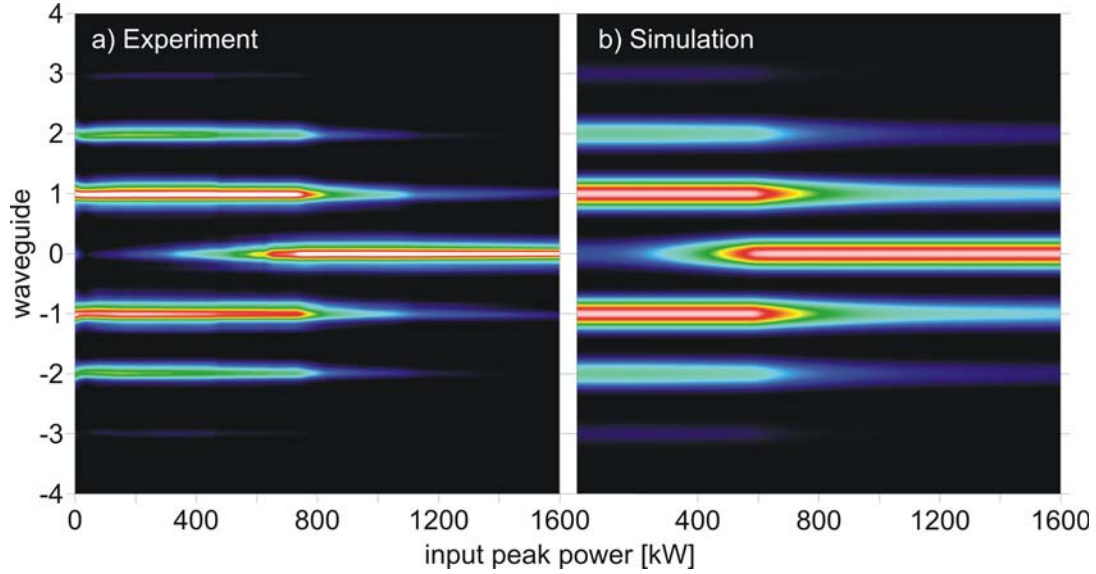 a) Experiment
b) Simulation
waveguide
4
3
2
1
0
-1
-2
-3
-4
0 400 800 1200 1600 400 800 1200 1600
input peak power [kW]